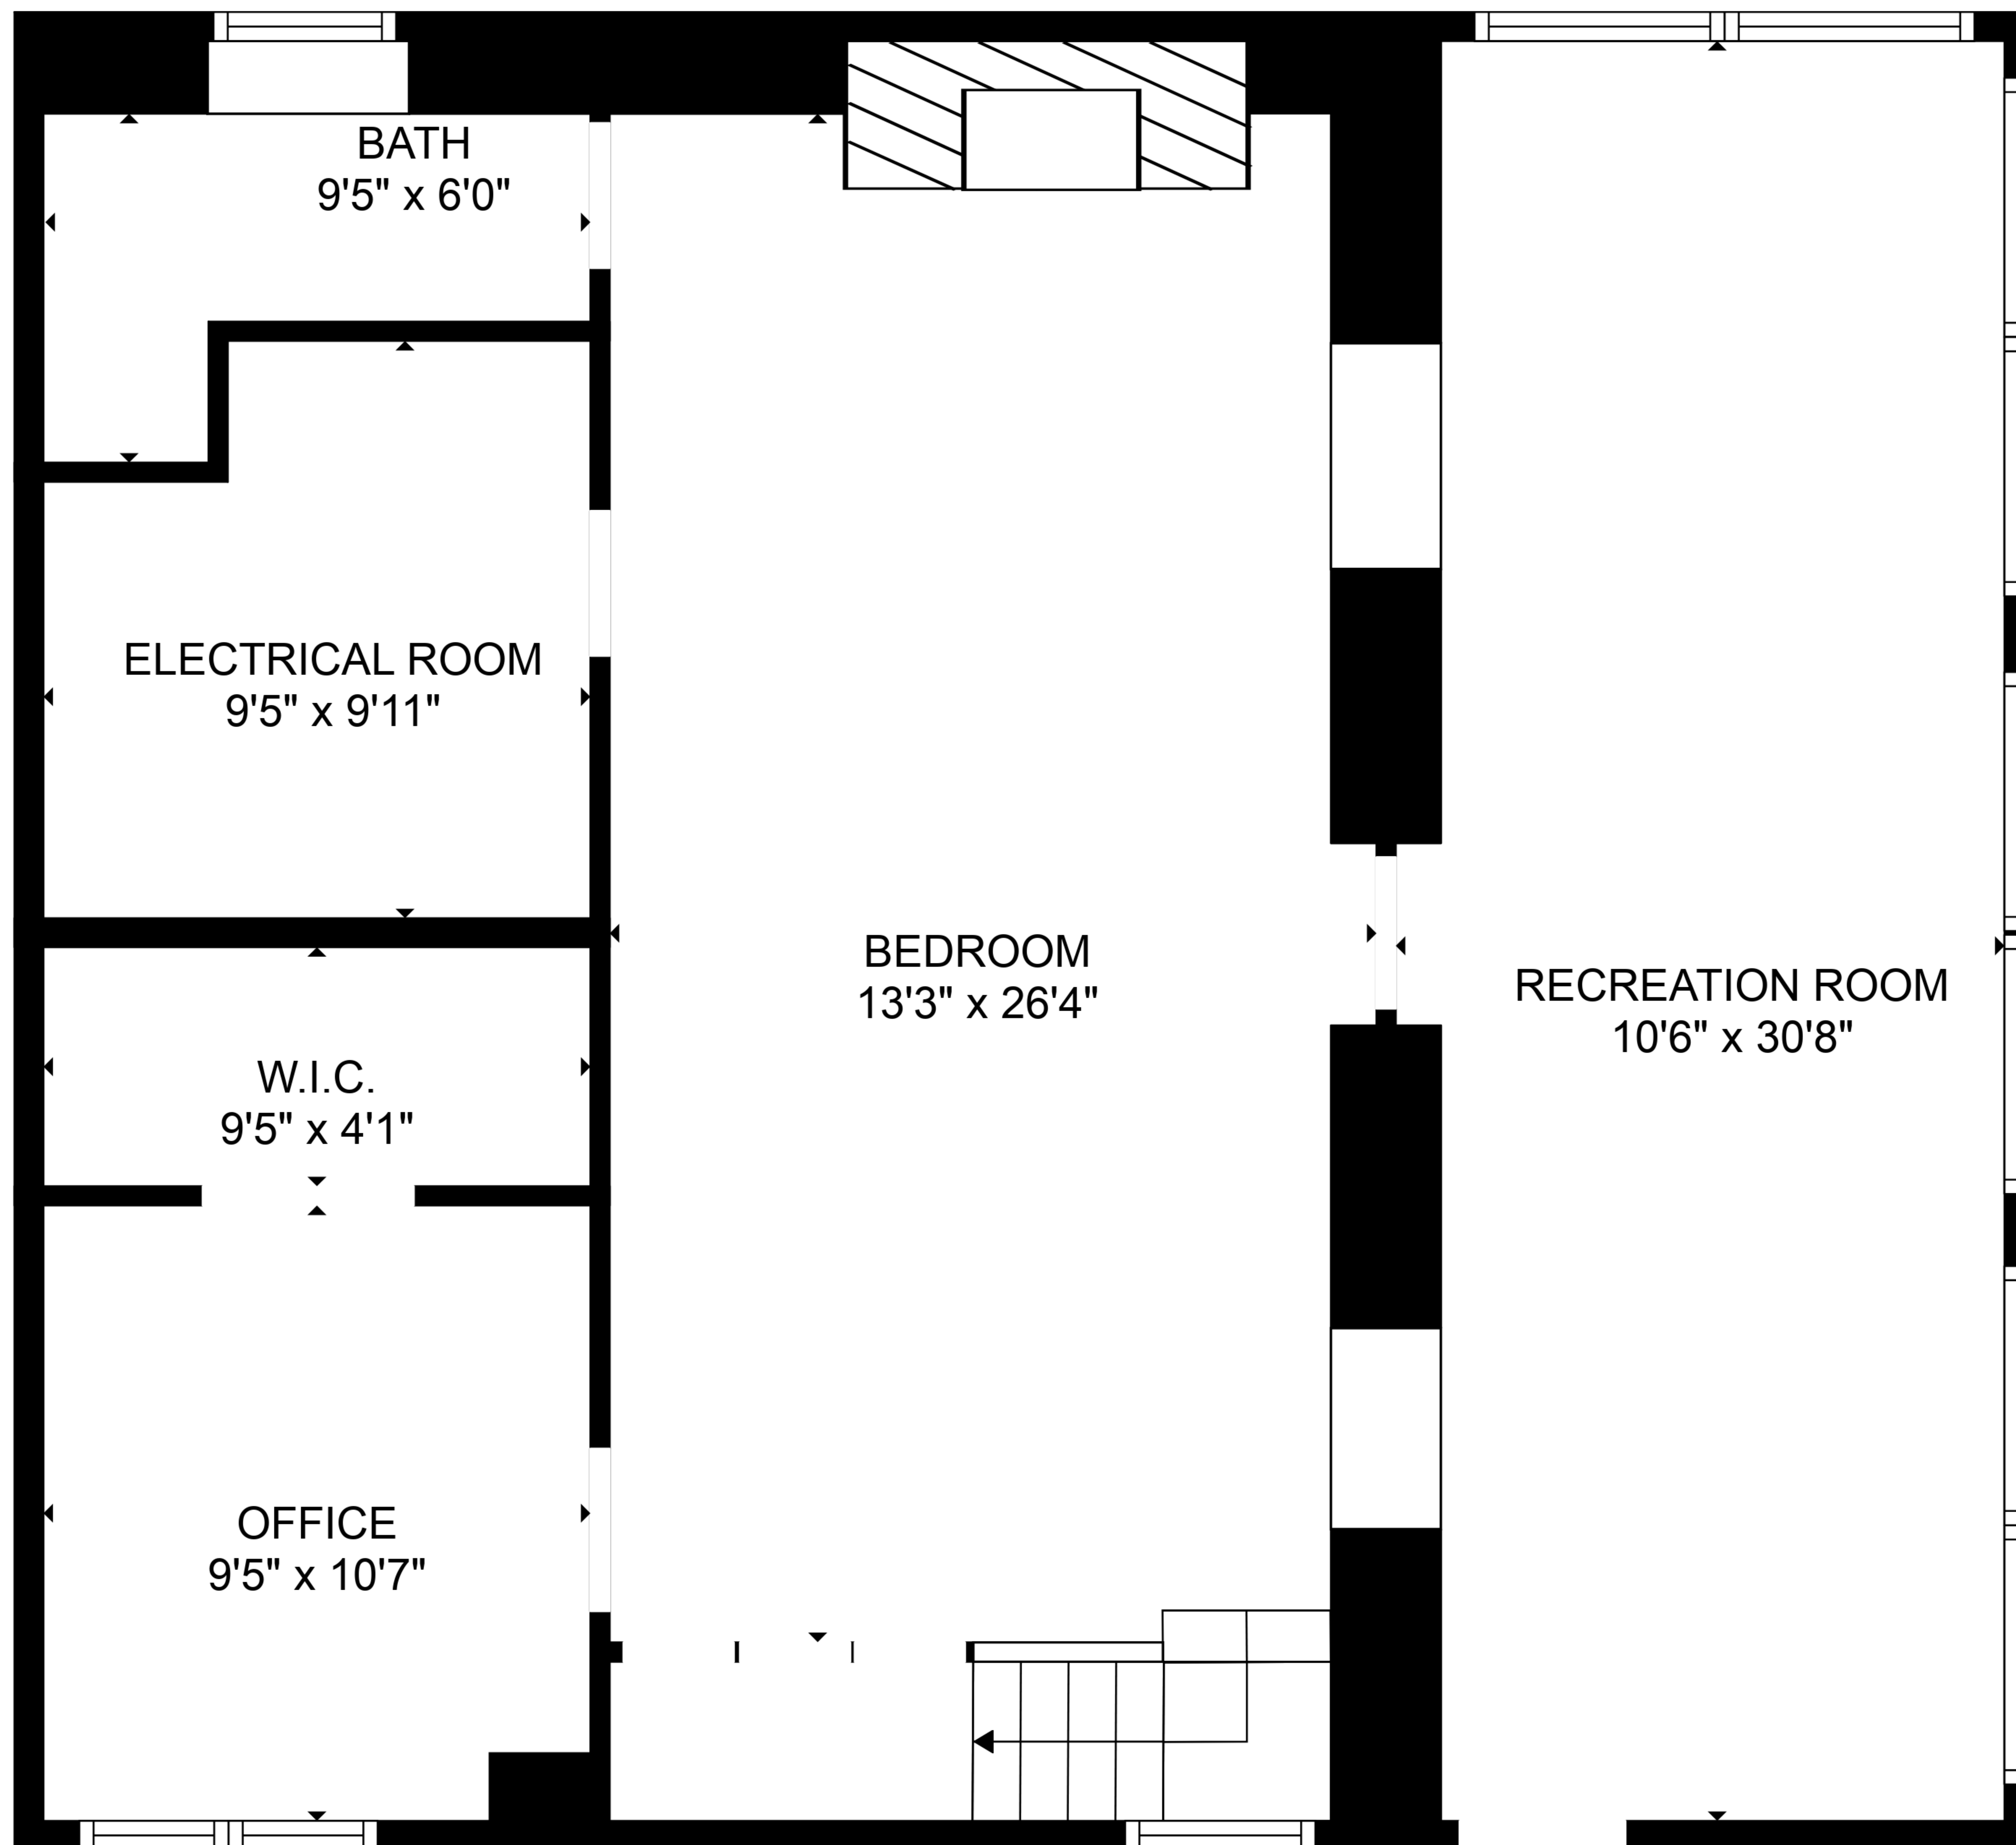 BATH
9'5" x 6'0"
ELECTRICAL ROOM
9'5" x 9'11"
BEDROOM
13'3" x 26'4"
RECREATION ROOM
10'6" x 30'8"
W.I.C.
9'5" x 4'1"
OFFICE
9'5" x 10'7"